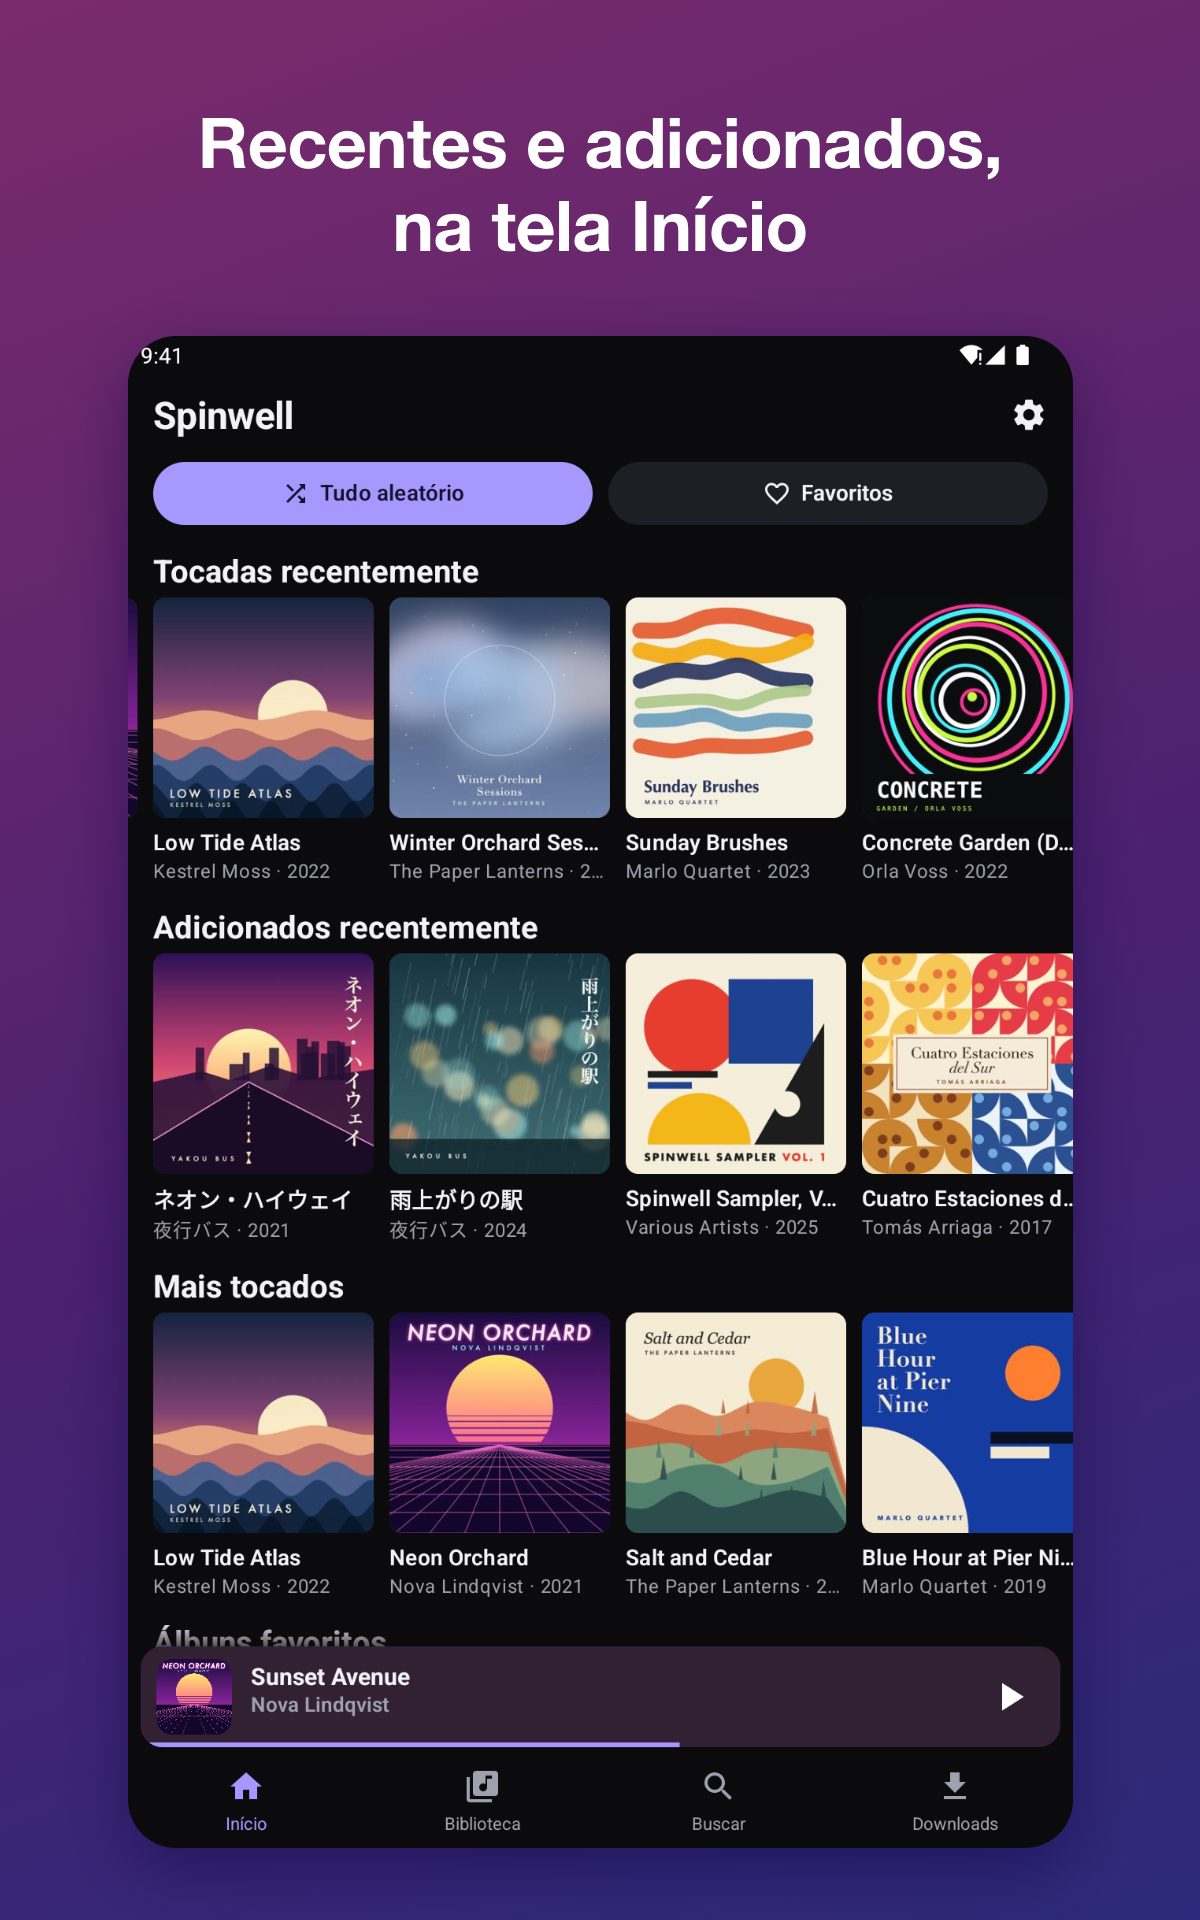 Recentes e adicionados,
na tela Início
9:41
Spinwell
Tudo aleatório
Favoritos
Tocadas recentemente
LOW TIDE ATLAS
KESTREL MOSS
Winter Orchard
Sessions
THE PAPER LANTERNS
Sunday Brushes
MARLO QUARTET
CONCRETE
GARDEN / ORLA VOSS
Low Tide Atlas
Kestrel Moss · 2022
Winter Orchard Ses...
The Paper Lanterns · 2...
Sunday Brushes
Marlo Quartet · 2023
Concrete Garden (D...
Orla Voss · 2022
Adicionados recentemente
ネオン・ハイウェイ
YAKOU BUS
雨上がりの駅
YAKOU BUS
SPINWELL SAMPLER VOL. 1
Cuatro Estaciones
del Sur
TOMÁS ARRIAGA
ネオン・ハイウェイ
夜行バス · 2021
雨上がりの駅
夜行バス · 2024
Spinwell Sampler, V...
Various Artists · 2025
Cuatro Estaciones d...
Tomás Arriaga · 2017
Mais tocados
LOW TIDE ATLAS
KESTREL MOSS
NEON ORCHARD
NOVA LINDQVIST
Salt and Cedar
THE PAPER LANTERNS
Blue
Hour
at Pier
Nine
MARLO QUARTET
Low Tide Atlas
Kestrel Moss · 2022
Neon Orchard
Nova Lindqvist · 2021
Salt and Cedar
The Paper Lanterns · 2...
Blue Hour at Pier Ni...
Marlo Quartet · 2019
Álbuns favoritos
NEON ORCHARD
Sunset Avenue
Nova Lindqvist
Início
Biblioteca
Buscar
Downloads